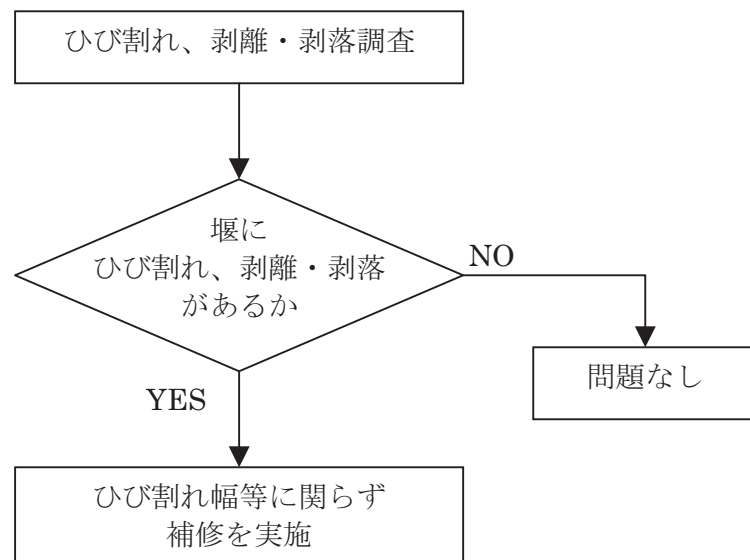 ひび割れ、剥離・剥落調査
堰に
ひび割れ、剥離・剥落
があるか
NO
問題なし
YES
ひび割れ幅等に関らず
補修を実施